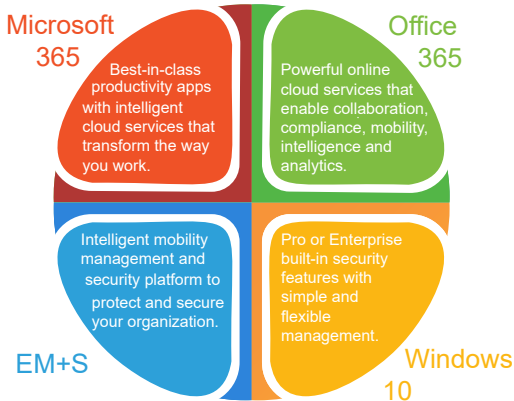 Microsoft
365
Best-in-class
productivity apps
with intelligent
cloud services that
transform the way
you work.
Office
365
Powerful online
cloud services that
enable collaboration,
compliance, mobility,
intelligence and
analytics.
Intelligent mobility
management and
security platform to
protect and secure
your organization.
EM+S
Pro or Enterprise
built-in security
features with
simple and
flexible
management.
Windows
10